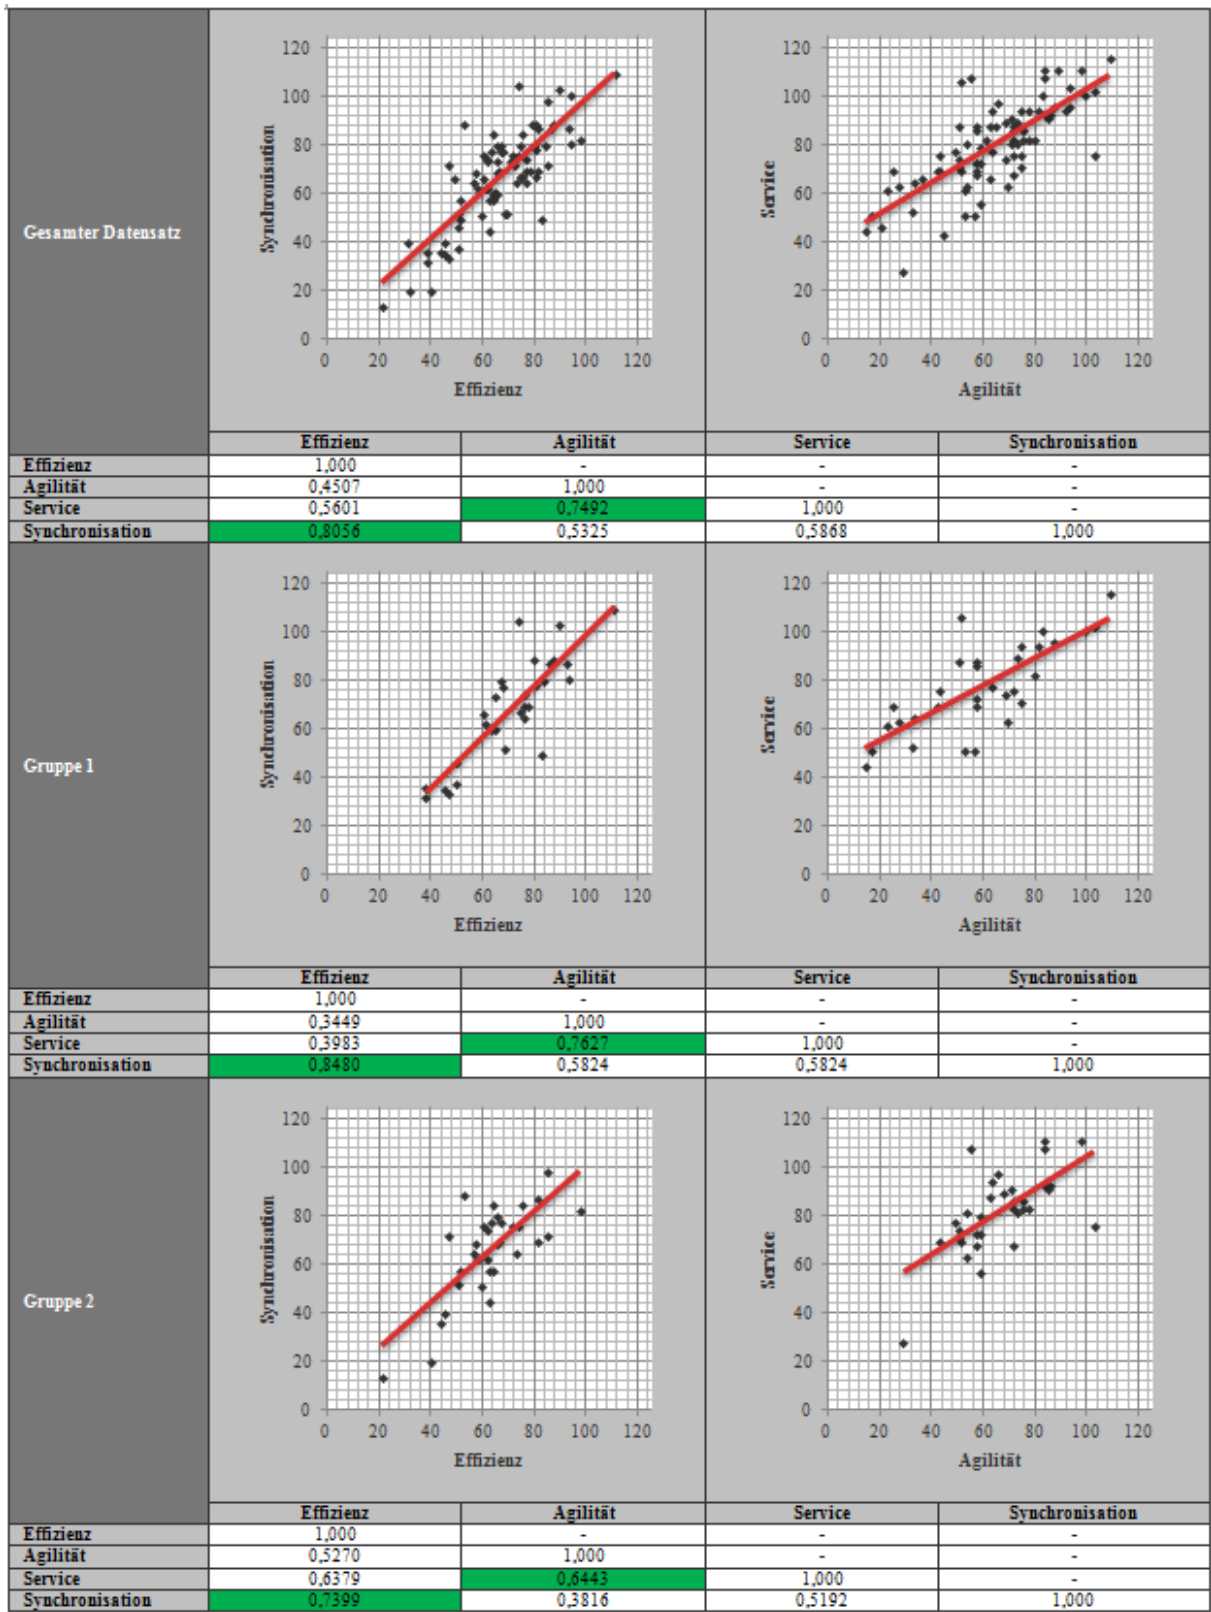 Gesamter Datensatz
120
100
80
60
40
20
0
Synchronisation
0 20 40 60 80 100 120
Effizienz
120
100
80
60
40
20
0
Service
0 20 40 60 80 100 120
Agilität
Effizienz Agilität Service Synchronisation
Effizienz 1,000 - - -
Agilität 0,4507 1,000 - -
Service 0,5601 0,7492 1,000 -
Synchronisation 0,8056 0,5325 0,5868 1,000
Gruppe 1
120
100
80
60
40
20
0
Synchronisation
0 20 40 60 80 100 120
Effizienz
120
100
80
60
40
20
0
Service
0 20 40 60 80 100 120
Agilität
Effizienz Agilität Service Synchronisation
Effizienz 1,000 - - -
Agilität 0,3449 1,000 - -
Service 0,3983 0,7627 1,000 -
Synchronisation 0,8480 0,5824 0,5824 1,000
Gruppe 2
120
100
80
60
40
20
0
Synchronisation
0 20 40 60 80 100 120
Effizienz
120
100
80
60
40
20
0
Service
0 20 40 60 80 100 120
Agilität
Effizienz Agilität Service Synchronisation
Effizienz 1,000 - - -
Agilität 0,5270 1,000 - -
Service 0,6379 0,6443 1,000 -
Synchronisation 0,7399 0,3816 0,5192 1,000